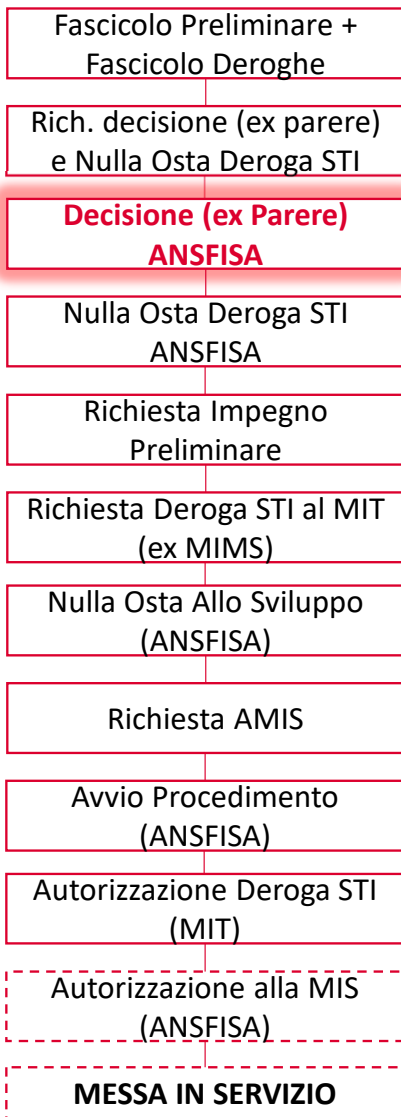 Fascicolo Preliminare +
Fascicolo Deroghe
Rich. decisione (ex parere)
e Nulla Osta Deroga STI
Decisione (ex Parere)
ANSFISA
Nulla Osta Deroga STI
ANSFISA
Richiesta Impegno
Preliminare
Richiesta Deroga STI al MIT
(ex MIMS)
Nulla Osta Allo Sviluppo
(ANSFISA)
Richiesta AMIS
Avvio Procedimento
(ANSFISA)
Autorizzazione Deroga STI
(MIT)
Autorizzazione alla MIS
(ANSFISA)
MESSA IN SERVIZIO